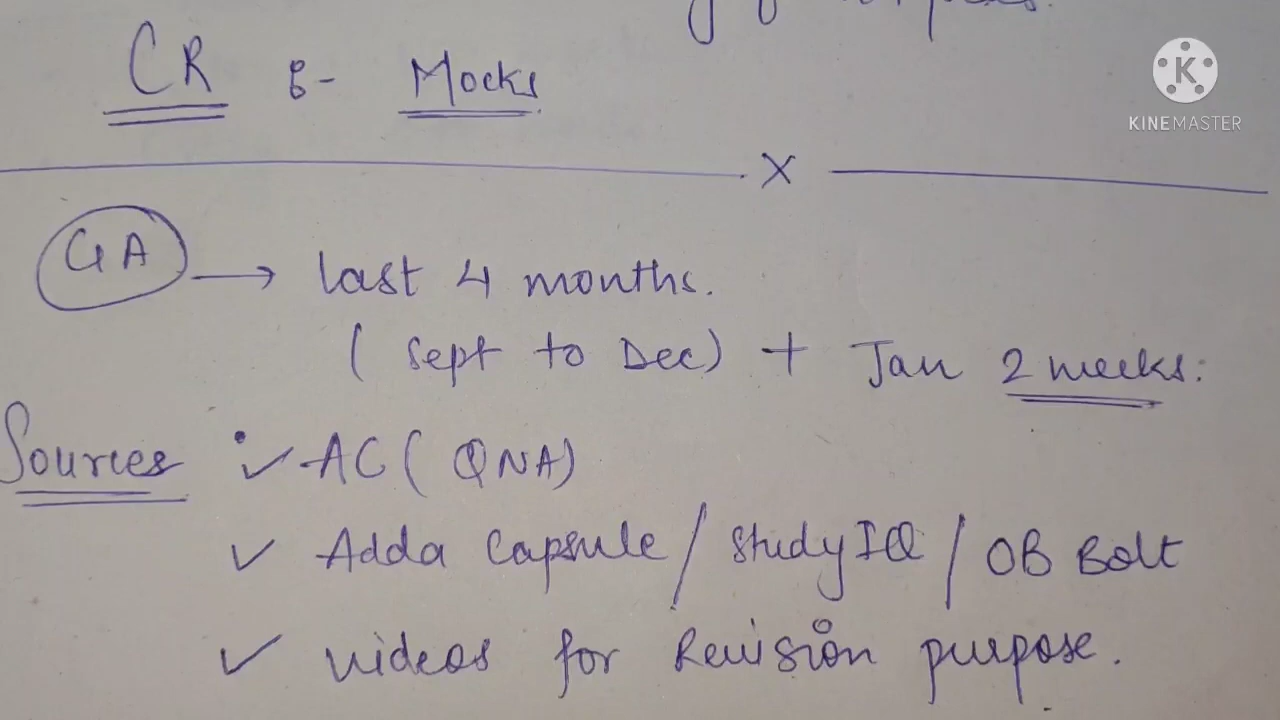 CR :- Mocks
KINEMASTER
X
GA → last 4 months.
( Sept to Dec) + Jan 2 weeks.
Sources :✓ AC ( QNA)
✓ Adda Capsule / StudyIQ / OB Bolt
✓ videos for Revision purpose.